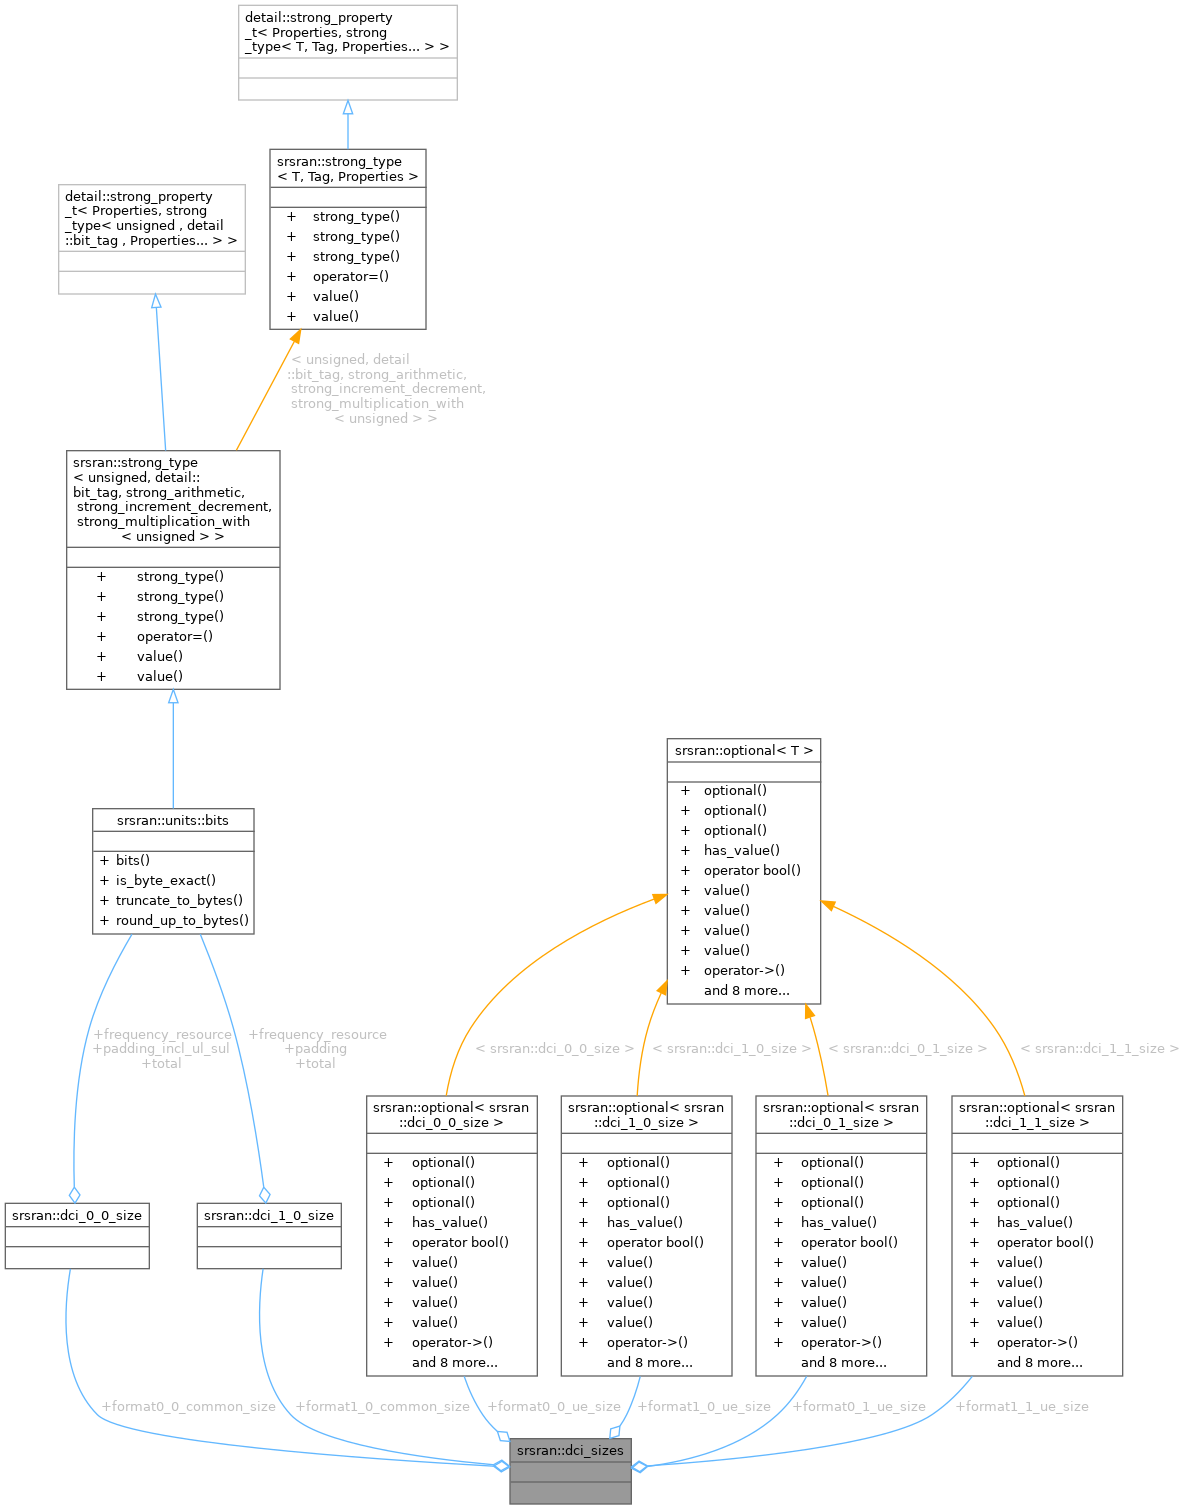 detail::strong_property
_t< Properties, strong
_type< T, Tag, Properties... > >
srsran::strong_type
< T, Tag, Properties >
+ strong_type()
+ strong_type()
+ strong_type()
+ operator=()
+ value()
+ value()
detail::strong_property
_t< Properties, strong
_type< unsigned , detail
::bit_tag , Properties... > >
< unsigned, detail
::bit_tag, strong_arithmetic,
strong_increment_decrement,
strong_multiplication_with
< unsigned > >
srsran::strong_type
< unsigned, detail::
bit_tag, strong_arithmetic,
strong_increment_decrement,
strong_multiplication_with
< unsigned > >
+ strong_type()
+ strong_type()
+ strong_type()
+ operator=()
+ value()
+ value()
srsran::units::bits
+ bits()
+ is_byte_exact()
+ truncate_to_bytes()
+ round_up_to_bytes()
srsran::optional< T >
+ optional()
+ optional()
+ optional()
+ has_value()
+ operator bool()
+ value()
+ value()
+ value()
+ value()
+ operator->()
and 8 more...
+frequency_resource
+padding_incl_ul_sul
+total
+frequency_resource
+padding
+total
< srsran::dci_0_0_size >
< srsran::dci_1_0_size >
< srsran::dci_0_1_size >
< srsran::dci_1_1_size >
srsran::dci_0_0_size
srsran::dci_1_0_size
srsran::optional< srsran
::dci_0_0_size >
+ optional()
+ optional()
+ optional()
+ has_value()
+ operator bool()
+ value()
+ value()
+ value()
+ value()
+ operator->()
and 8 more...
srsran::optional< srsran
::dci_1_0_size >
+ optional()
+ optional()
+ optional()
+ has_value()
+ operator bool()
+ value()
+ value()
+ value()
+ value()
+ operator->()
and 8 more...
srsran::optional< srsran
::dci_0_1_size >
+ optional()
+ optional()
+ optional()
+ has_value()
+ operator bool()
+ value()
+ value()
+ value()
+ value()
+ operator->()
and 8 more...
srsran::optional< srsran
::dci_1_1_size >
+ optional()
+ optional()
+ optional()
+ has_value()
+ operator bool()
+ value()
+ value()
+ value()
+ value()
+ operator->()
and 8 more...
+format0_0_common_size
+format1_0_common_size
+format0_0_ue_size
+format1_0_ue_size
+format0_1_ue_size
+format1_1_ue_size
srsran::dci_sizes